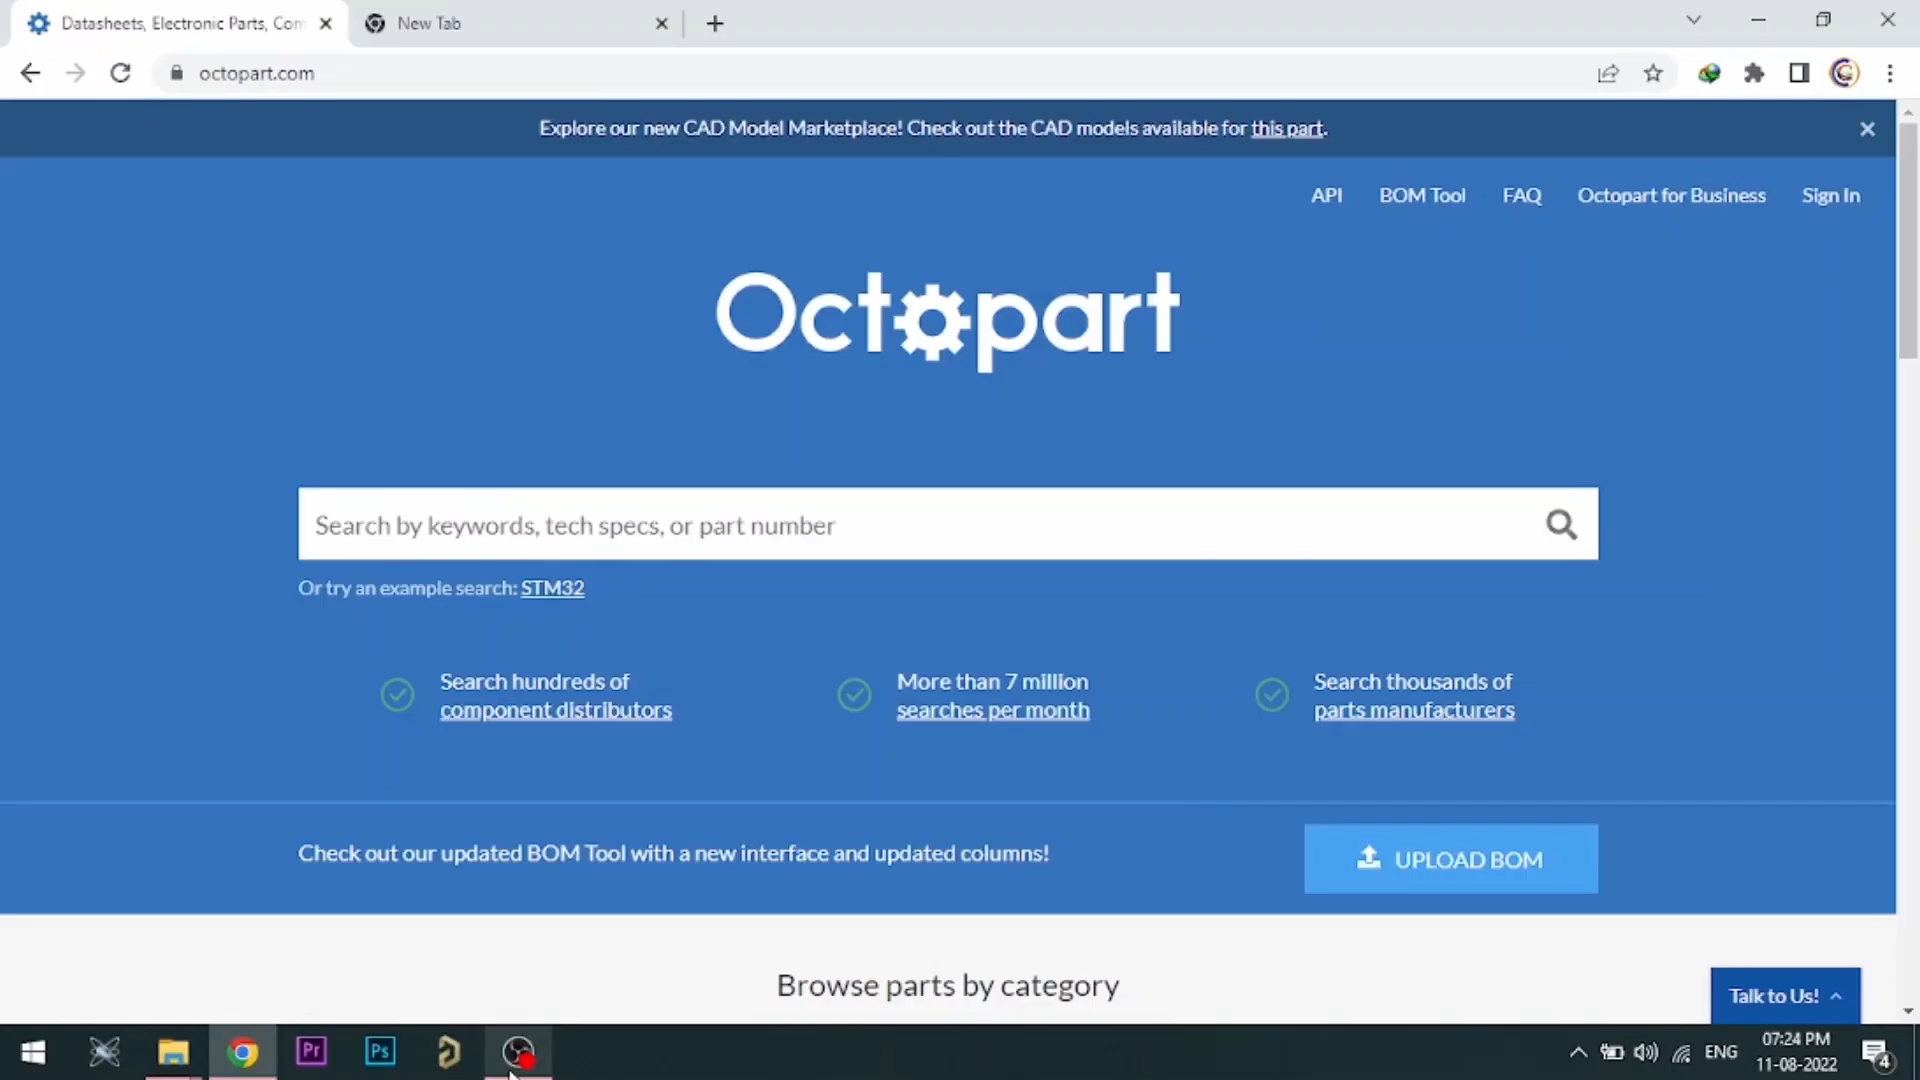 Datasheets, Electronic Parts, Com
New Tab
octopart.com
Explore our new CAD Model Marketplace! Check out the CAD models available for this part.
API
BOM Tool
FAQ
Octopart for Business
Sign In
Octopart
Search by keywords, tech specs, or part number
Or try an example search: STM32
Search hundreds of
component distributors
More than 7 million
searches per month
Search thousands of
parts manufacturers
Check out our updated BOM Tool with a new interface and updated columns!
UPLOAD BOM
Browse parts by category
Talk to Us!
Pr
Ps
ENG
07:24 PM
11-08-2022
4